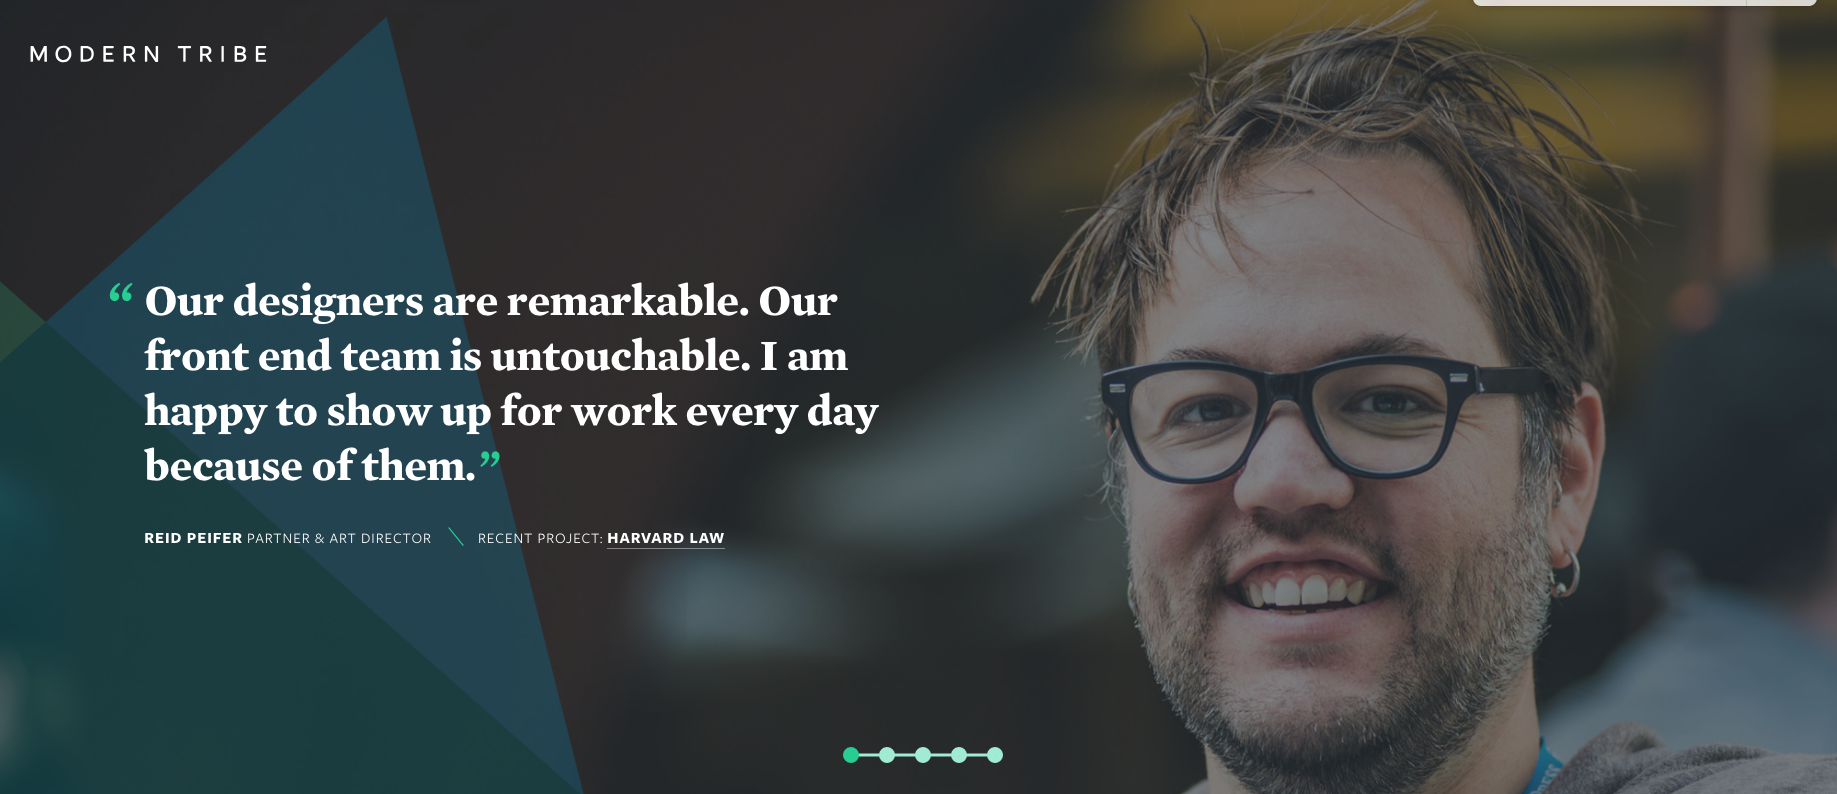 MODERN TRIBE
“Our designers are remarkable. Our
front end team is untouchable. I am
happy to show up for work every day
because of them.”
REID PEIFER PARTNER & ART DIRECTOR \ RECENT PROJECT: HARVARD LAW